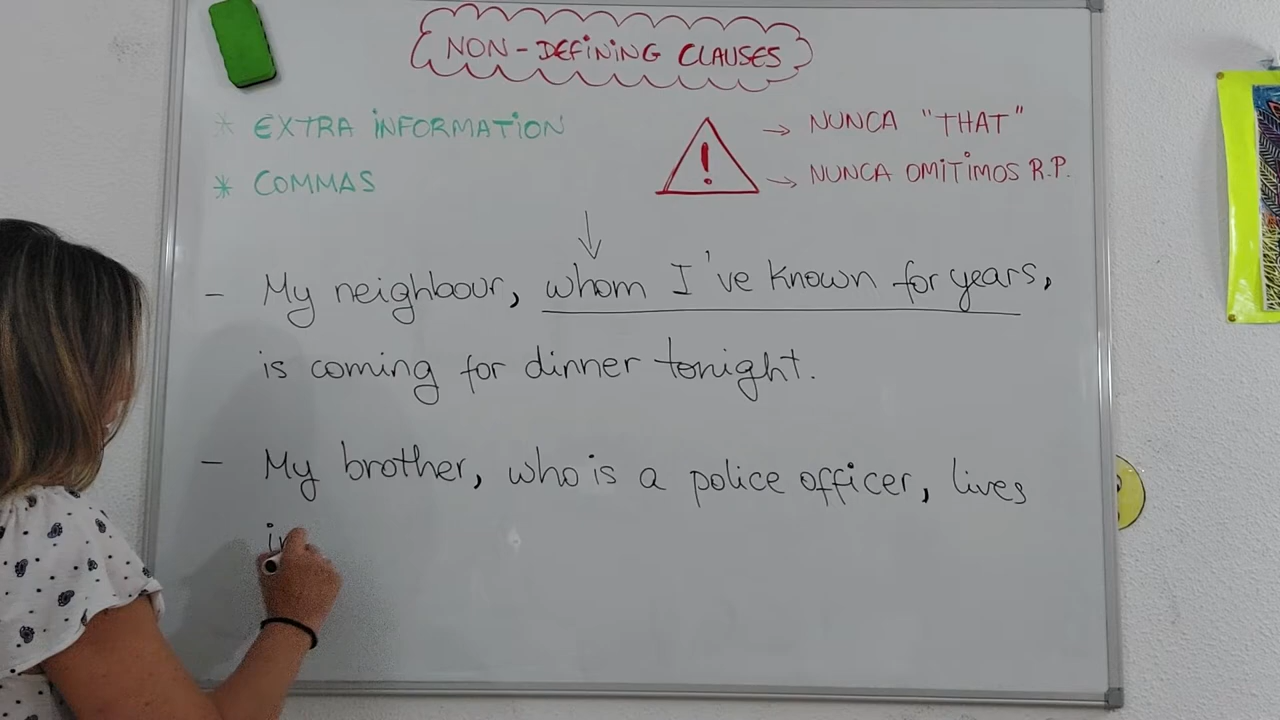 NON-DEFINING CLAUSES
* EXTRA INFORMATION
* COMMAS
! → NUNCA "THAT"
→ NUNCA OMITIMOS R.P.
- My neighbour, whom I've known for years,
is coming for dinner tonight.
- My brother, who is a police officer, lives
in